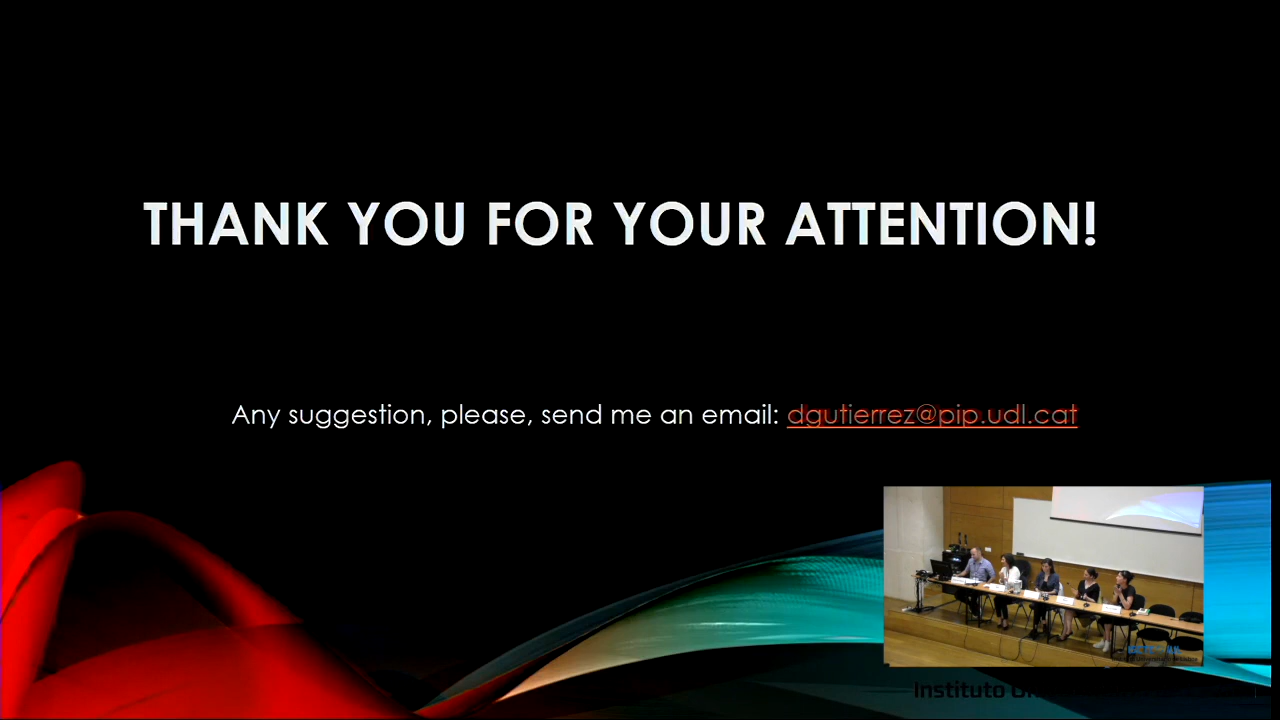 THANK YOU FOR YOUR ATTENTION!
Any suggestion, please, send me an email: dgutierrez@pip.udl.cat
Instituto